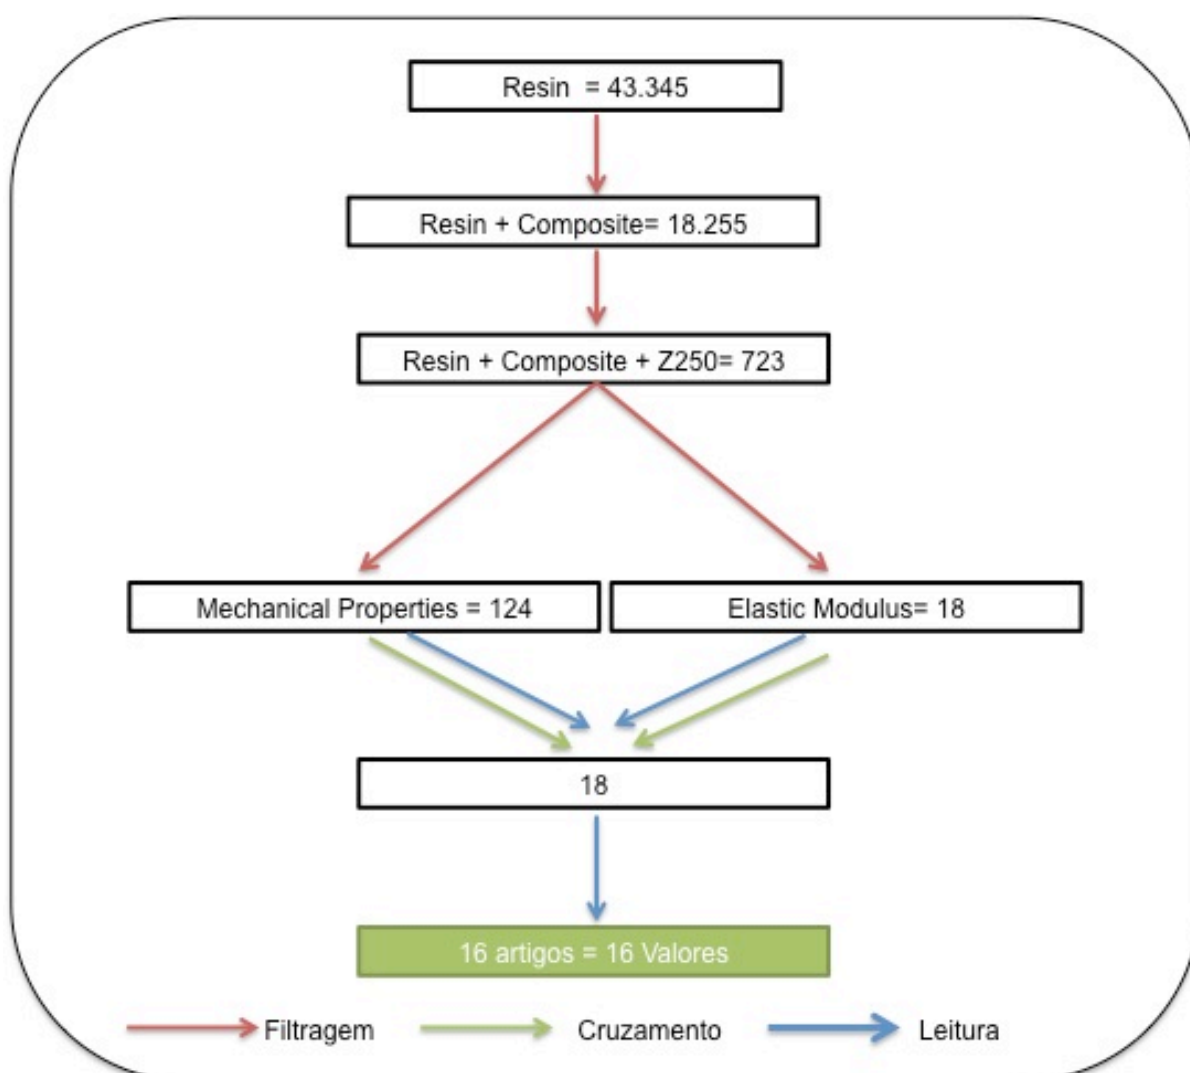 Resin = 43.345
Resin + Composite= 18.255
Resin + Composite + Z250= 723
Mechanical Properties = 124
Elastic Modulus= 18
18
16 artigos = 16 Valores
Filtragem
Cruzamento
Leitura